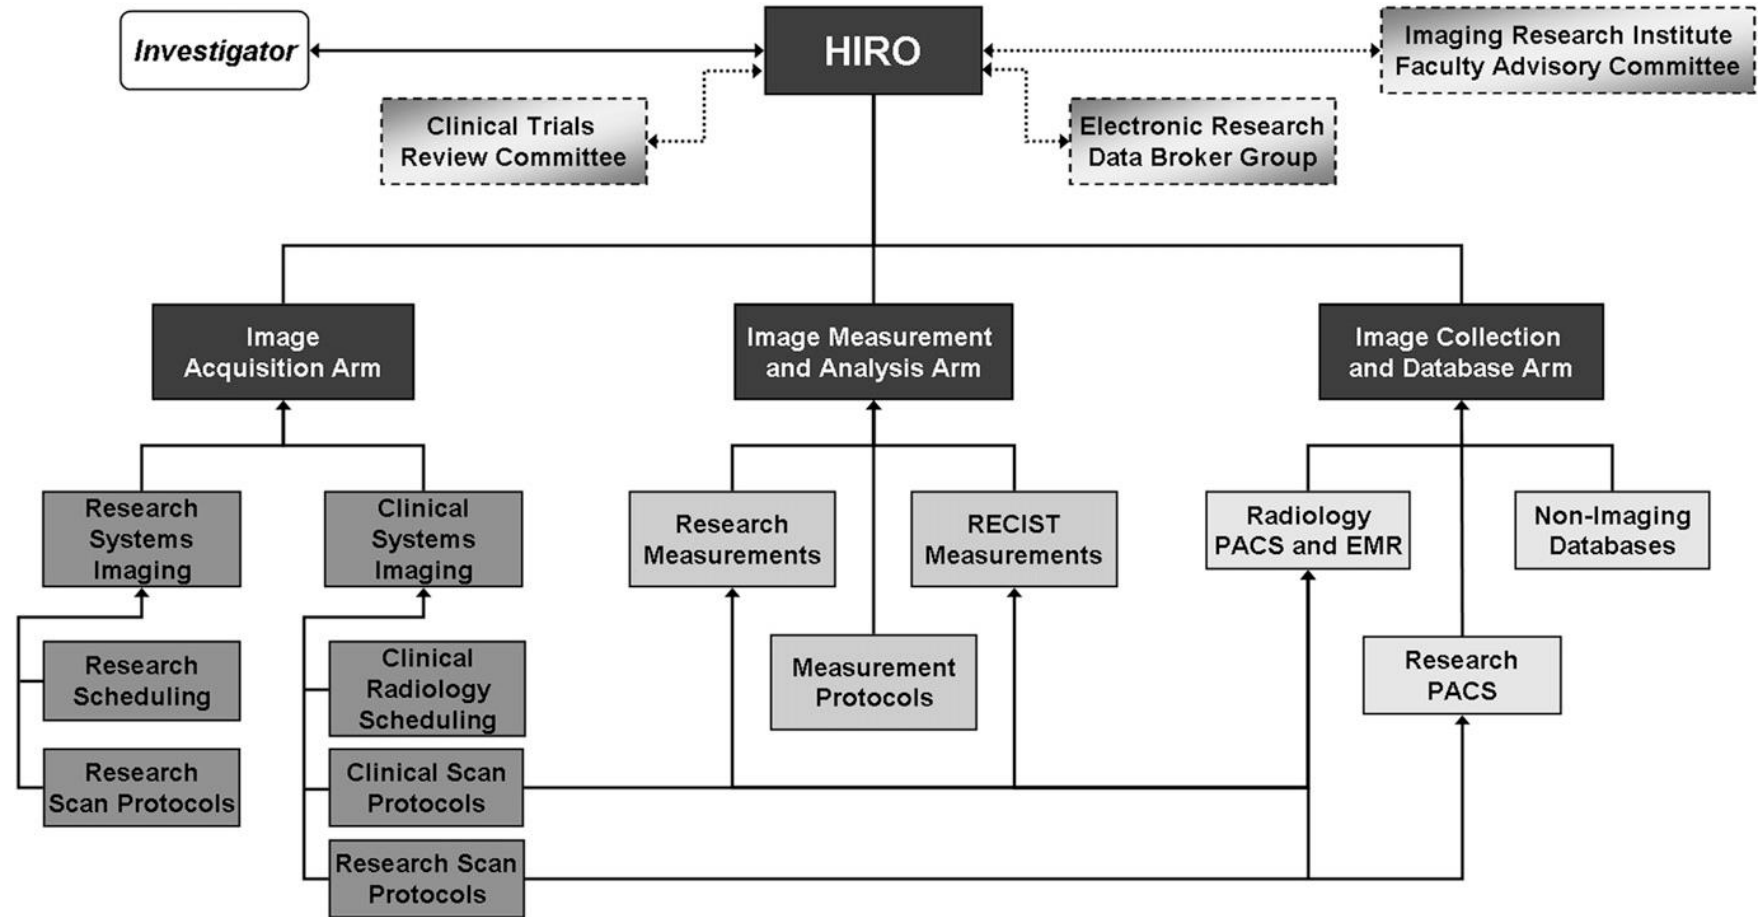 Investigator
HIRO
Imaging Research Institute
Faculty Advisory Committee
Clinical Trials
Review Committee
Electronic Research
Data Broker Group
Image
Acquisition Arm
Image Measurement
and Analysis Arm
Image Collection
and Database Arm
Research
Systems
Imaging
Clinical
Systems
Imaging
Research
Measurements
RECIST
Measurements
Radiology
PACS and EMR
Non-Imaging
Databases
Research
Scheduling
Clinical
Radiology
Scheduling
Measurement
Protocols
Research
PACS
Research
Scan Protocols
Clinical Scan
Protocols
Research Scan
Protocols